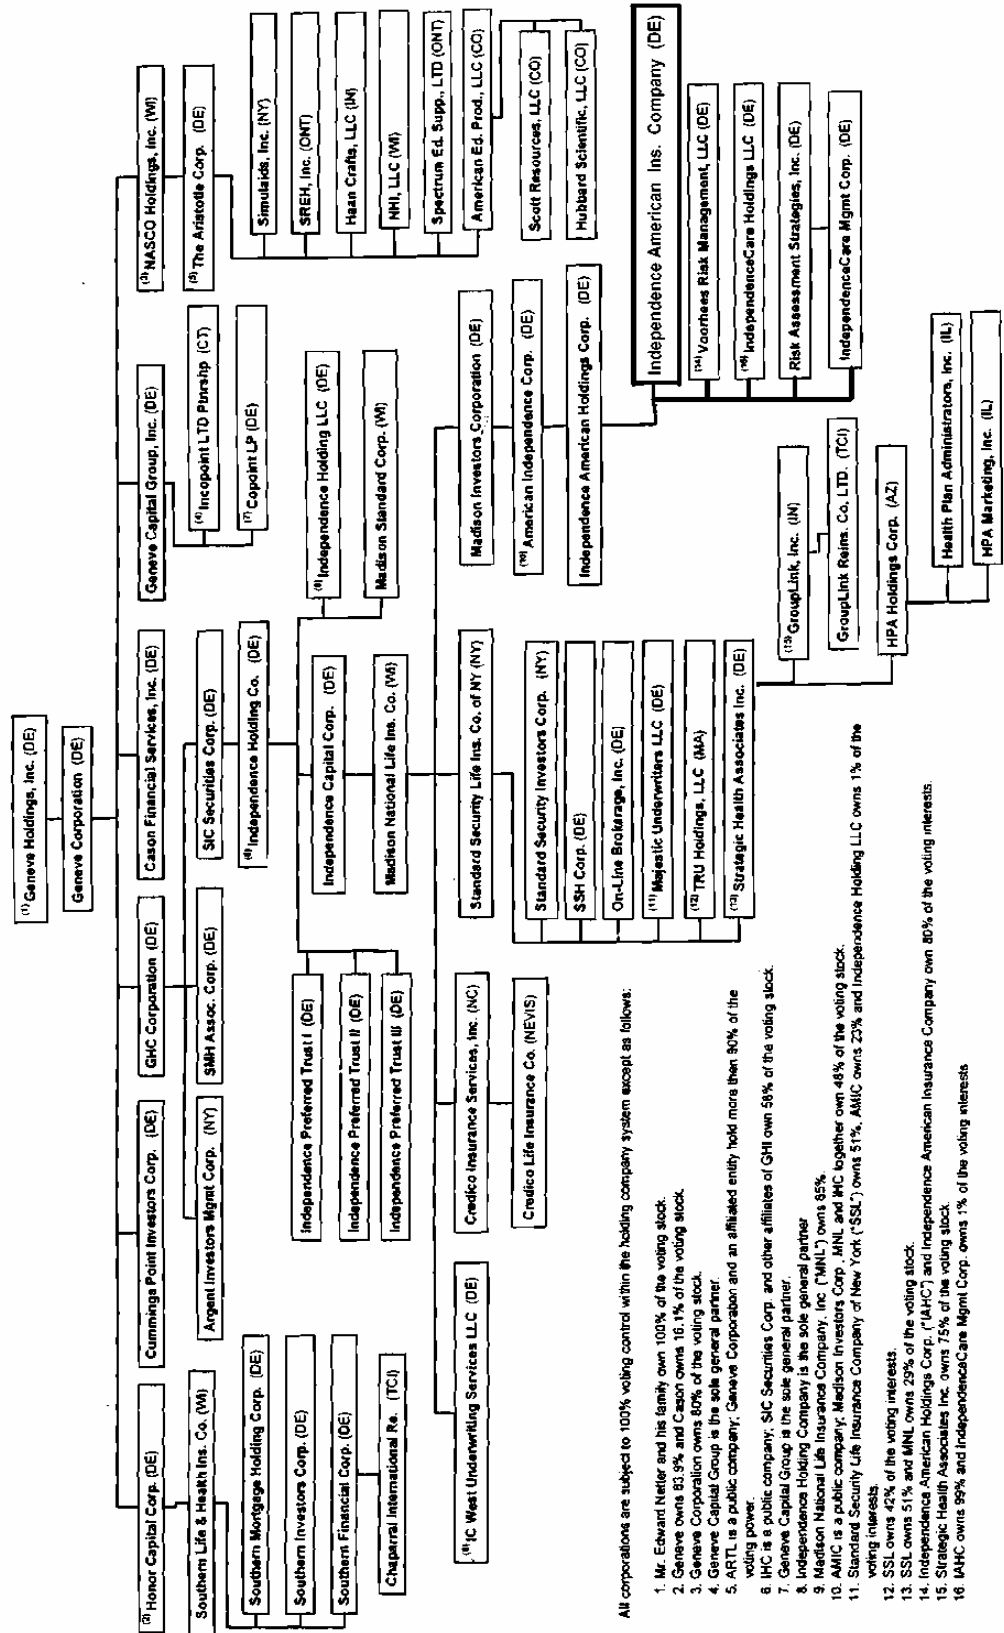 (1) Geneve Holdings, Inc. (DE)
Geneve Corporation (DE)
(2) Honor Capital Corp. (DE)
Cummings Point Investors Corp. (DE)
GHC Corporation (DE)
Cason Financial Services, Inc. (DE)
Geneve Capital Group, Inc. (DE)
(3) NASCO Holdings, Inc. (WI)
Southern Life & Health Ins. Co. (WI)
Southern Mortgage Holding Corp. (DE)
Southern Investors Corp. (DE)
Southern Financial Corp. (DE)
Chaparral International Re. (TCI)
Argent Investors Mgmt Corp. (NY)
SMH Assoc. Corp. (DE)
SIC Securities Corp. (DE)
(6) Independence Holding Co. (DE)
(4) Incopoint LTD Ptnrshp (CT)
(7) Copoint LP (DE)
(5) The Aristotle Corp. (DE)
Simulaids, Inc. (NY)
SREH, Inc. (ONT)
Haan Crafts, LLC (IN)
NHI, LLC (WI)
Spectrum Ed. Supp., LTD (ONT)
American Ed. Prod., LLC (CO)
Scott Resources, LLC (CO)
Hubbard Scientific, LLC (CO)
Independence Preferred Trust I (DE)
Independence Preferred Trust II (DE)
Independence Preferred Trust III (DE)
Independence Capital Corp. (DE)
Madison National Life Ins. Co. (WI)
(8) Independence Holding LLC (DE)
Madison Standard Corp. (WI)
(9) IC West Underwriting Services LLC (DE)
Credico Insurance Services, Inc. (NC)
Credico Life Insurance Co. (NEVIS)
Standard Security Life Ins. Co. of NY (NY)
Standard Security Investors Corp. (NY)
SSH Corp. (DE)
On-Line Brokarage, Inc. (DE)
(11) Majestic Underwriters LLC (DE)
(12) TRU Holdings, LLC (MA)
(13) Strategic Health Associates Inc. (DE)
Madison Investors Corporation (DE)
(10) American Independence Corp. (DE)
Independence American Holdings Corp. (DE)
Independence American Ins. Company (DE)
(14) Voorhees Risk Management, LLC (DE)
(16) IndependenceCare Holdings LLC (DE)
Risk Assessment Strategies, Inc. (DE)
IndependenceCare Mgmt Corp. (DE)
(15) GroupLink, Inc. (IN)
GroupLink Reins. Co. LTD. (TCI)
HPA Holdings Corp. (AZ)
Health Plan Administrators, Inc. (IL)
HPA Marketing, Inc. (IL)
All corporations are subject to 100% voting control within the holding company system except as follows:
1. Mr. Edward Netter and his family own 100% of the voting stock.
2. Geneve Owns 83.9% and Cason owns 16.1% of the voting stock.
3. Geneve Corporation owns 80% of the voting stock.
4. Geneve Capital Group is the sole general partner.
5. ARTL is a public company; Geneve Corporation and an affiliated entity hold more then 90% of the
voting power.
6. IHC is a public company; SIC Securities Corp. and other affiliates of GHI own 56% of the voting stock.
7. Geneve Capital Group is the sole general partner.
8. Independence Holding Company is the sole general partner
9. Madison National Life Insurance Company, Inc. ("MNL") owns 85%.
10. AMIC is a public company; Madison Investors Corp., MNL and IHC together own 48% of the voting stock.
11. Standard Security Life Insurance Company of New York ("SSL") owns 51%, AMIC owns 23% and Independence Holding LLC owns 1% of the
voting interests.
12. SSL owns 42% of the voting interests.
13. SSL owns 51% and MNL owns 29% of the voting stock.
14. Independence American Holdings Corp. ("IAHC") and Independence American Insurance Company own 80% of the voting interests.
15. Strategic Health Associates Inc. owns 75% of the voting stock.
16. IAHC owns 99% and IndependenceCare Mgmt Corp. owns 1% of the voting interests